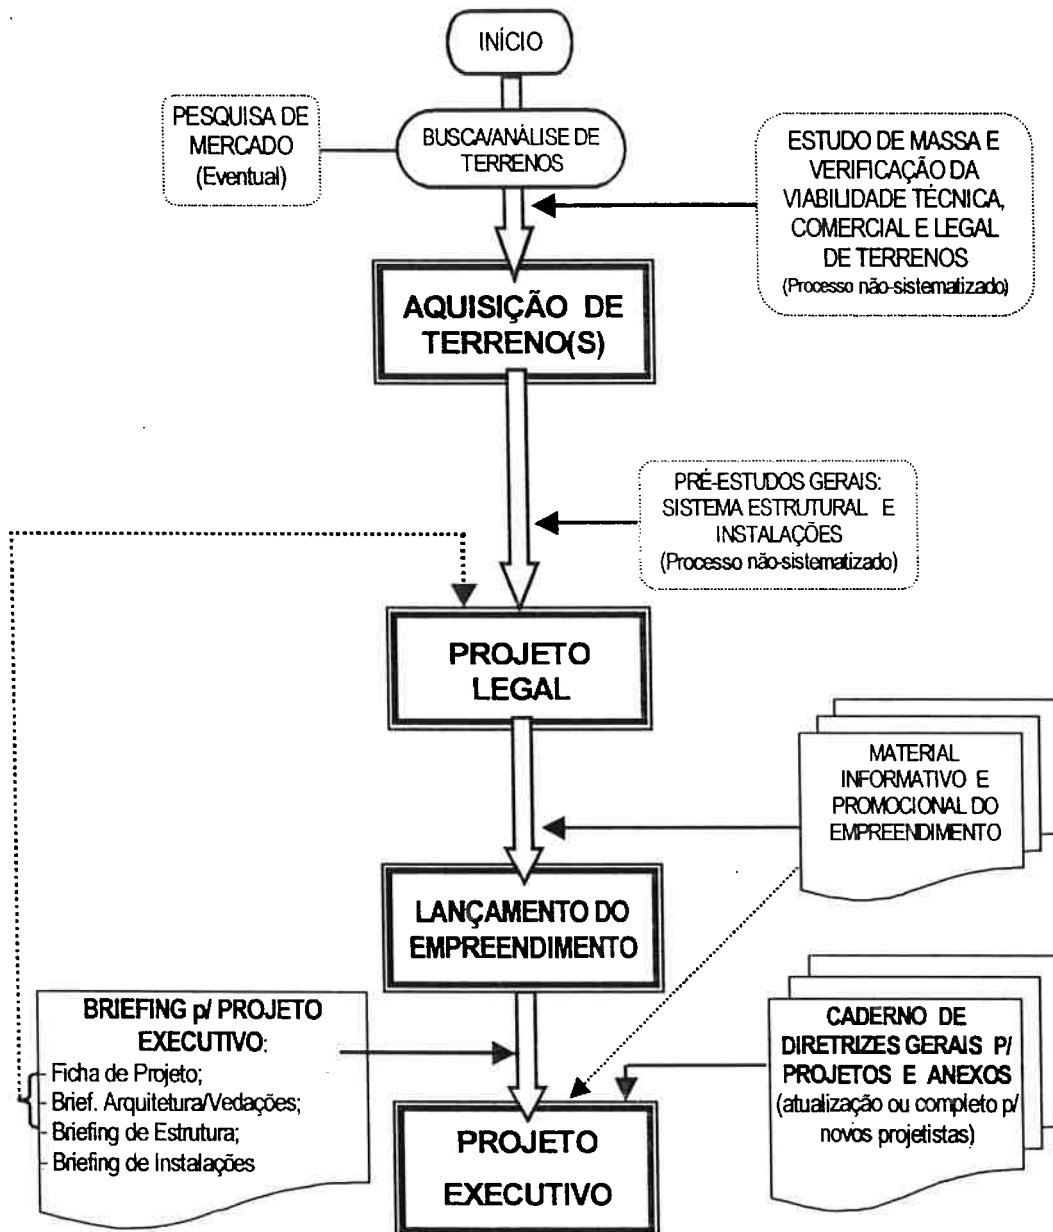 INÍCIO
PESQUISA DE
MERCADO
(Eventual)
BUSCA/ANÁLISE DE
TERRENOS
ESTUDO DE MASSA E
VERIFICAÇÃO DA
VIABILIDADE TÉCNICA,
COMERCIAL E LEGAL
DE TERRENOS
(Processo não-sistematizado)
AQUISIÇÃO DE
TERRENO(S)
PRÉ-ESTUDOS GERAIS:
SISTEMA ESTRUTURAL E
INSTALAÇÕES
(Processo não-sistematizado)
PROJETO
LEGAL
MATERIAL
INFORMATIVO E
PROMOCIONAL DO
EMPREENDIMENTO
LANÇAMENTO DO
EMPREENDIMENTO
BRIEFING p/ PROJETO
EXECUTIVO:
- Ficha de Projeto;
- Brief. Arquitetura/Vedações;
- Briefing de Estrutura;
- Briefing de Instalações
CADERNO DE
DIRETRIZES GERAIS P/
PROJETOS E ANEXOS
(atualização ou completo p/
novos projetistas)
PROJETO
EXECUTIVO